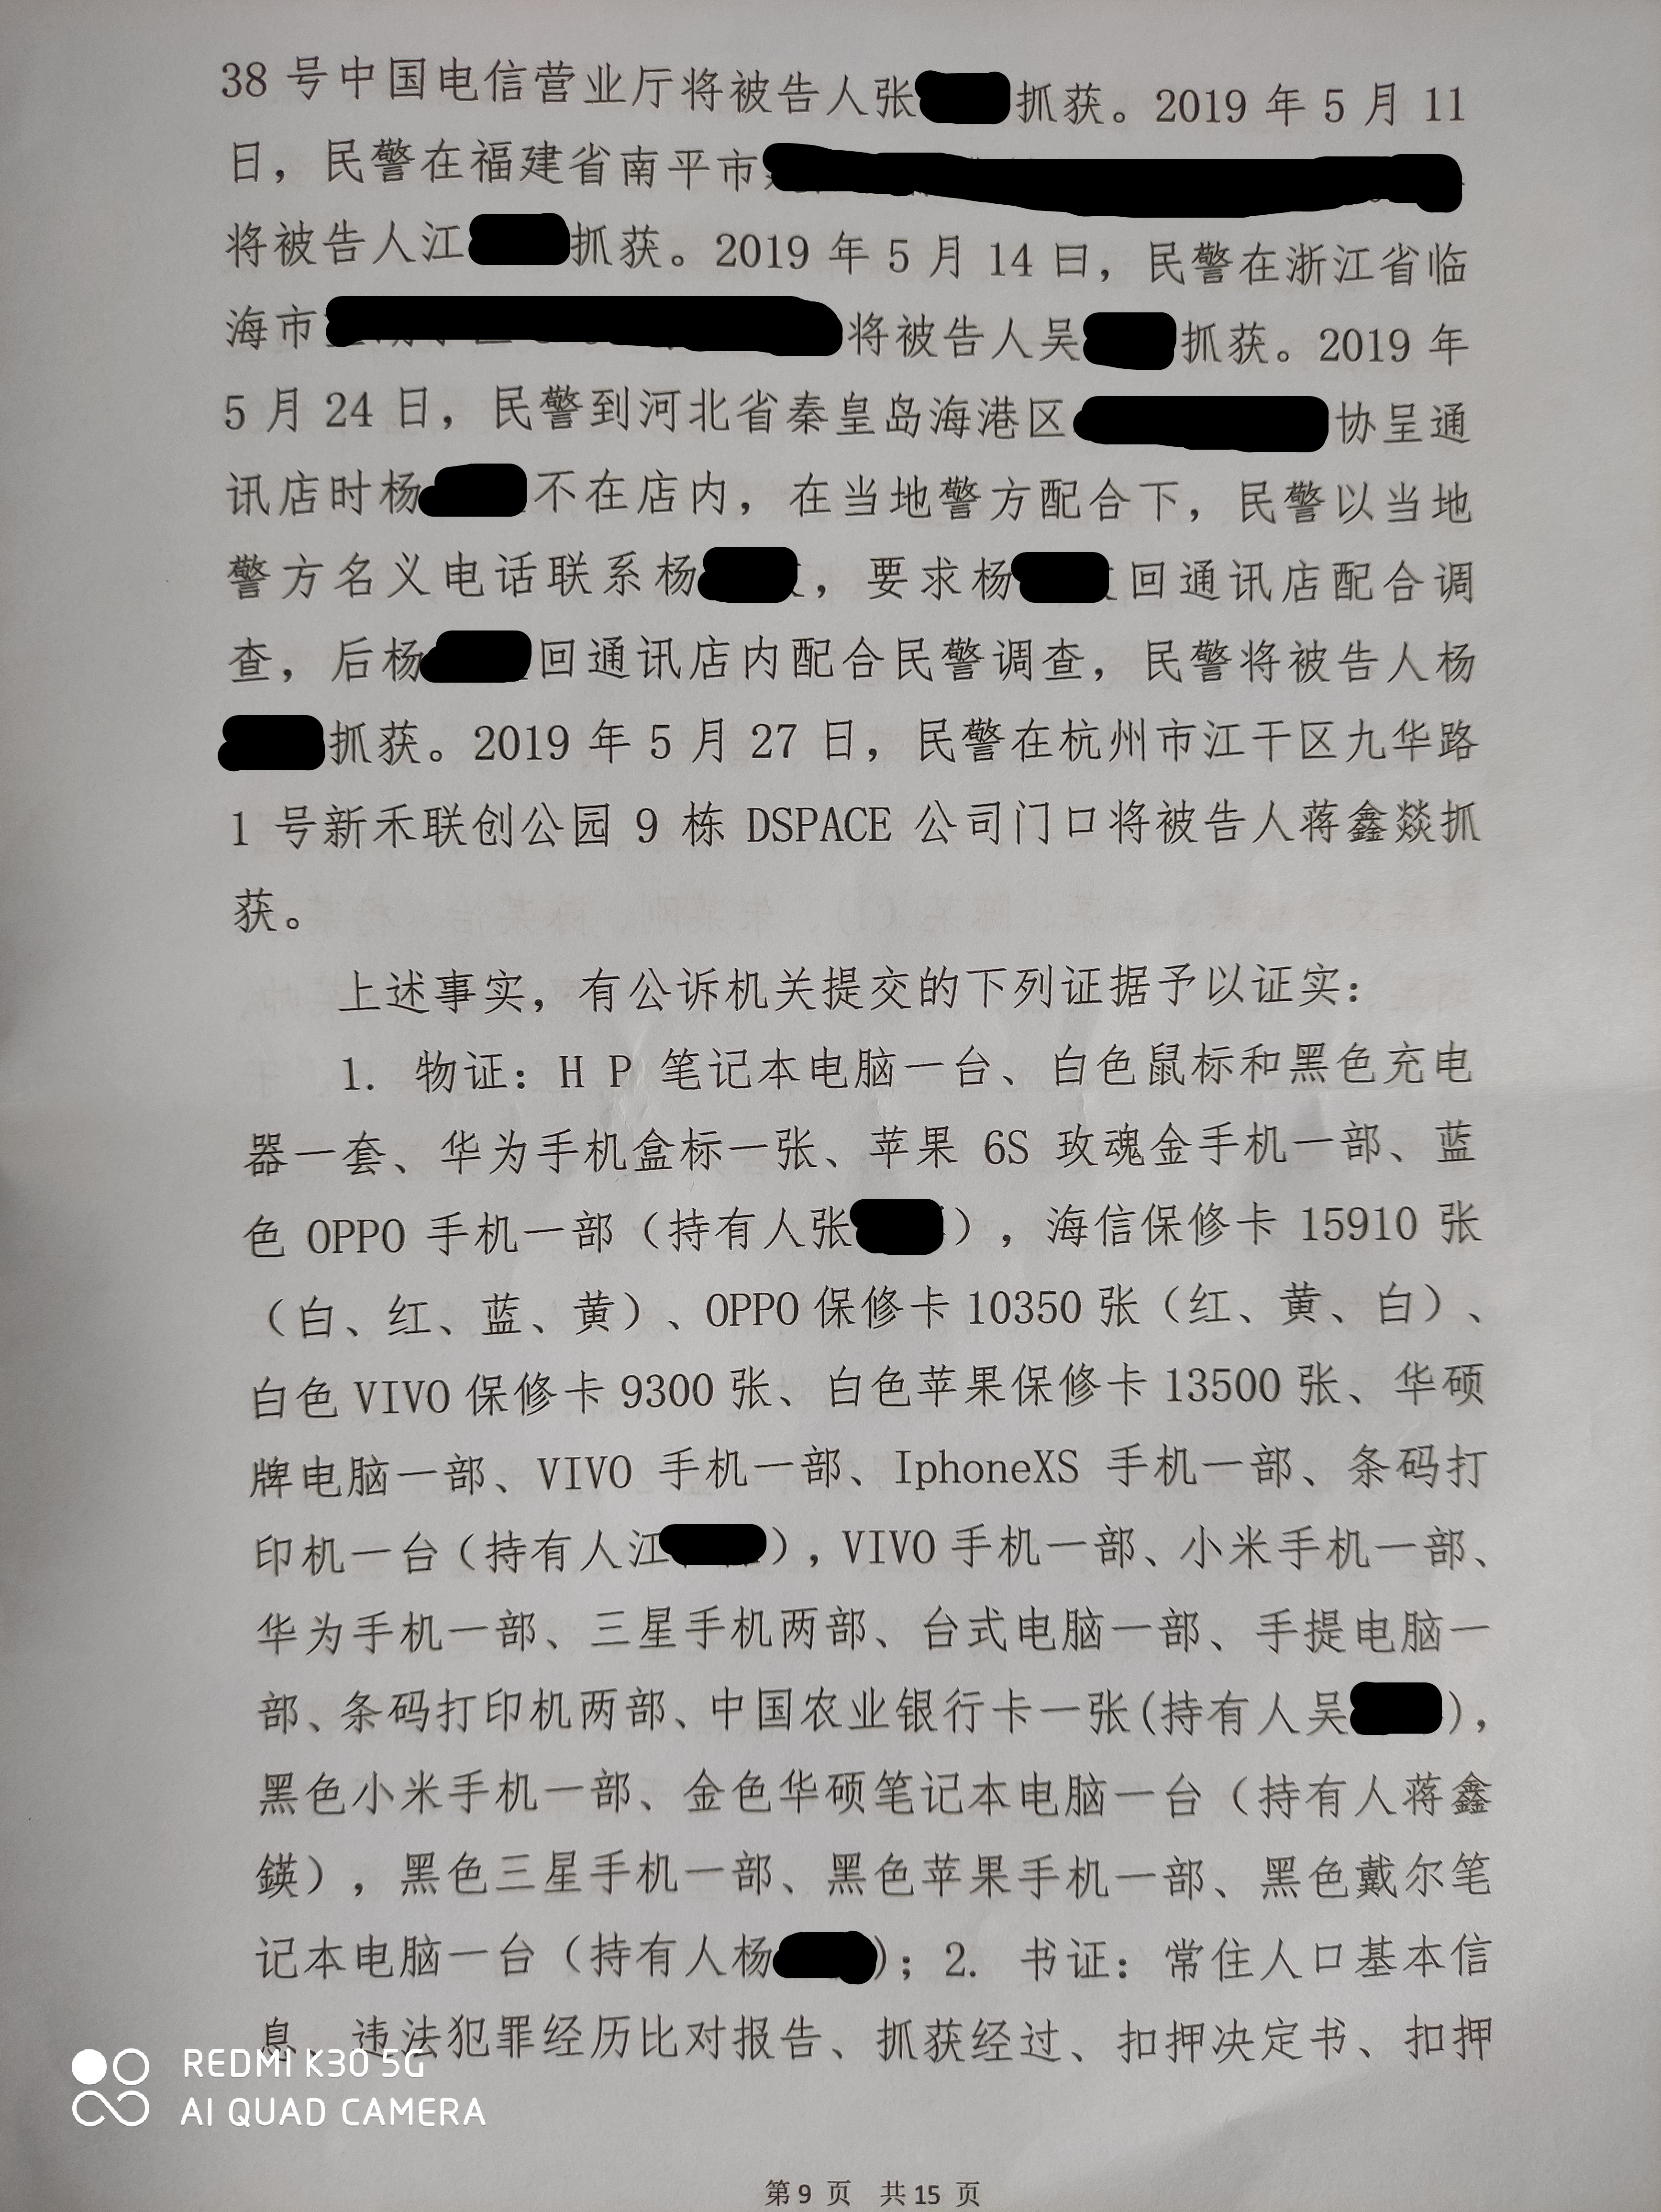 38 号中国电信营业厅将被告人张 抓获。2019 年 5 月 11
日，民警在福建省南平市
将被告人江 抓获。2019 年 5 月 14 日，民警在浙江省临
海市 将被告人吴 抓获。2019 年
5 月 24 日，民警到河北省秦皇岛海港区 协呈通
讯店时杨 不在店内，在当地警方配合下，民警以当地
警方名义电话联系杨 ，要求杨 回通讯店配合调
查，后杨 回通讯店内配合民警调查，民警将被告人杨
抓获。2019 年 5 月 27 日，民警在杭州市江干区九华路
1 号新禾联创公园 9 栋 DSPACE 公司门口将被告人蒋鑫燚抓
获。
上述事实，有公诉机关提交的下列证据予以证实：
1. 物证：H P 笔记本电脑一台、白色鼠标和黑色充电
器一套、华为手机盒标一张、苹果 6S 玫魂金手机一部、蓝
色 OPPO 手机一部（持有人张 ），海信保修卡 15910 张
（白、红、蓝、黄）、OPPO 保修卡 10350 张（红、黄、白）、
白色 VIVO 保修卡 9300 张、白色苹果保修卡 13500 张、华硕
牌电脑一部、VIVO 手机一部、IphoneXS 手机一部、条码打
印机一台（持有人江 ），VIVO 手机一部、小米手机一部、
华为手机一部、三星手机两部、台式电脑一部、手提电脑一
部、条码打印机两部、中国农业银行卡一张(持有人吴 )，
黑色小米手机一部、金色华硕笔记本电脑一台（持有人蒋鑫
鍈），黑色三星手机一部、黑色苹果手机一部、黑色戴尔笔
记本电脑一台（持有人杨 ）；2. 书证：常住人口基本信
息、违法犯罪经历比对报告、抓获经过、扣押决定书、扣押
REDMI K30 5G
AI QUAD CAMERA
第 9 页 共 15 页